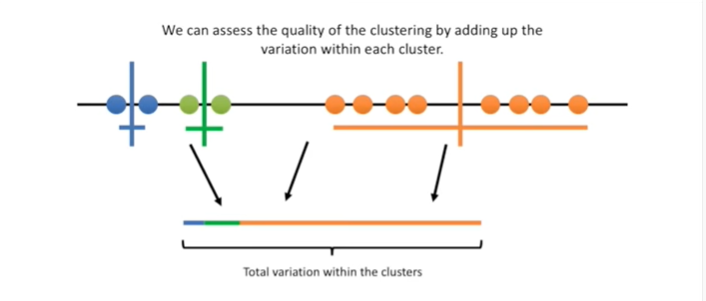 We can assess the quality of the clustering by adding up the
variation within each cluster.
Total variation within the clusters